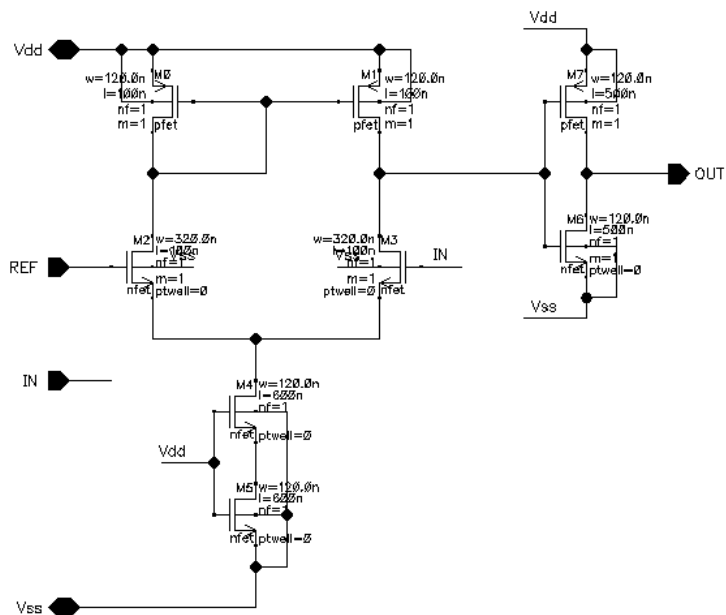 Vdd
Vdd
M0
w=120.0n
l=100n
nf=1
m=1
pfet
M1
w=120.0n
l=100n
nf=1
m=1
pfet
M7
w=120.0n
l=500n
nf=1
m=1
pfet
OUT
M2
w=320.0n
l=100n
nf=1
Vss
m=1
nfet
ptwell=0
REF
M3
w=320.0n
l=100n
nf=1
Vss
m=1
ptwell=0
nfet
IN
M6
w=120.0n
l=500n
nf=1
m=1
nfet
ptwell=0
Vss
IN
M4
w=120.0n
l=600n
nf=1
nfet
ptwell=0
Vdd
M5
w=120.0n
l=600n
nf=1
nfet
ptwell=0
Vss